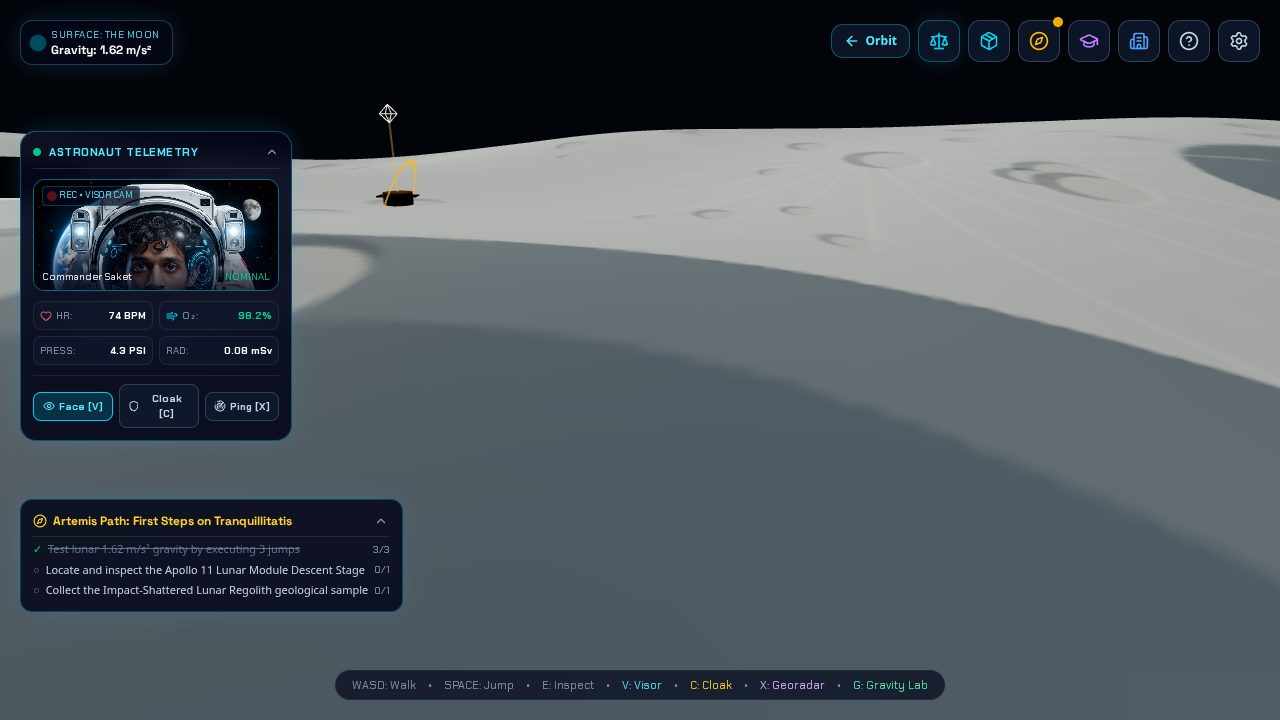 SURFACE: THE MOON
Gravity: 1.62 m/s²
Orbit
ASTRONAUT TELEMETRY
REC • VISOR CAM
Commander Saket
NOMINAL
HR: 74 BPM
O₂: 98.2%
PRESS: 4.3 PSI
RAD: 0.08 mSv
Face [V]
Cloak [C]
Ping [X]
Artemis Path: First Steps on Tranquillitatis
✓ Test lunar 1.62 m/s² gravity by executing 3 jumps 3/3
○ Locate and inspect the Apollo 11 Lunar Module Descent Stage 0/1
○ Collect the Impact-Shattered Lunar Regolith geological sample 0/1
WASD: Walk • SPACE: Jump • E: Inspect • V: Visor • C: Cloak • X: Georadar • G: Gravity Lab